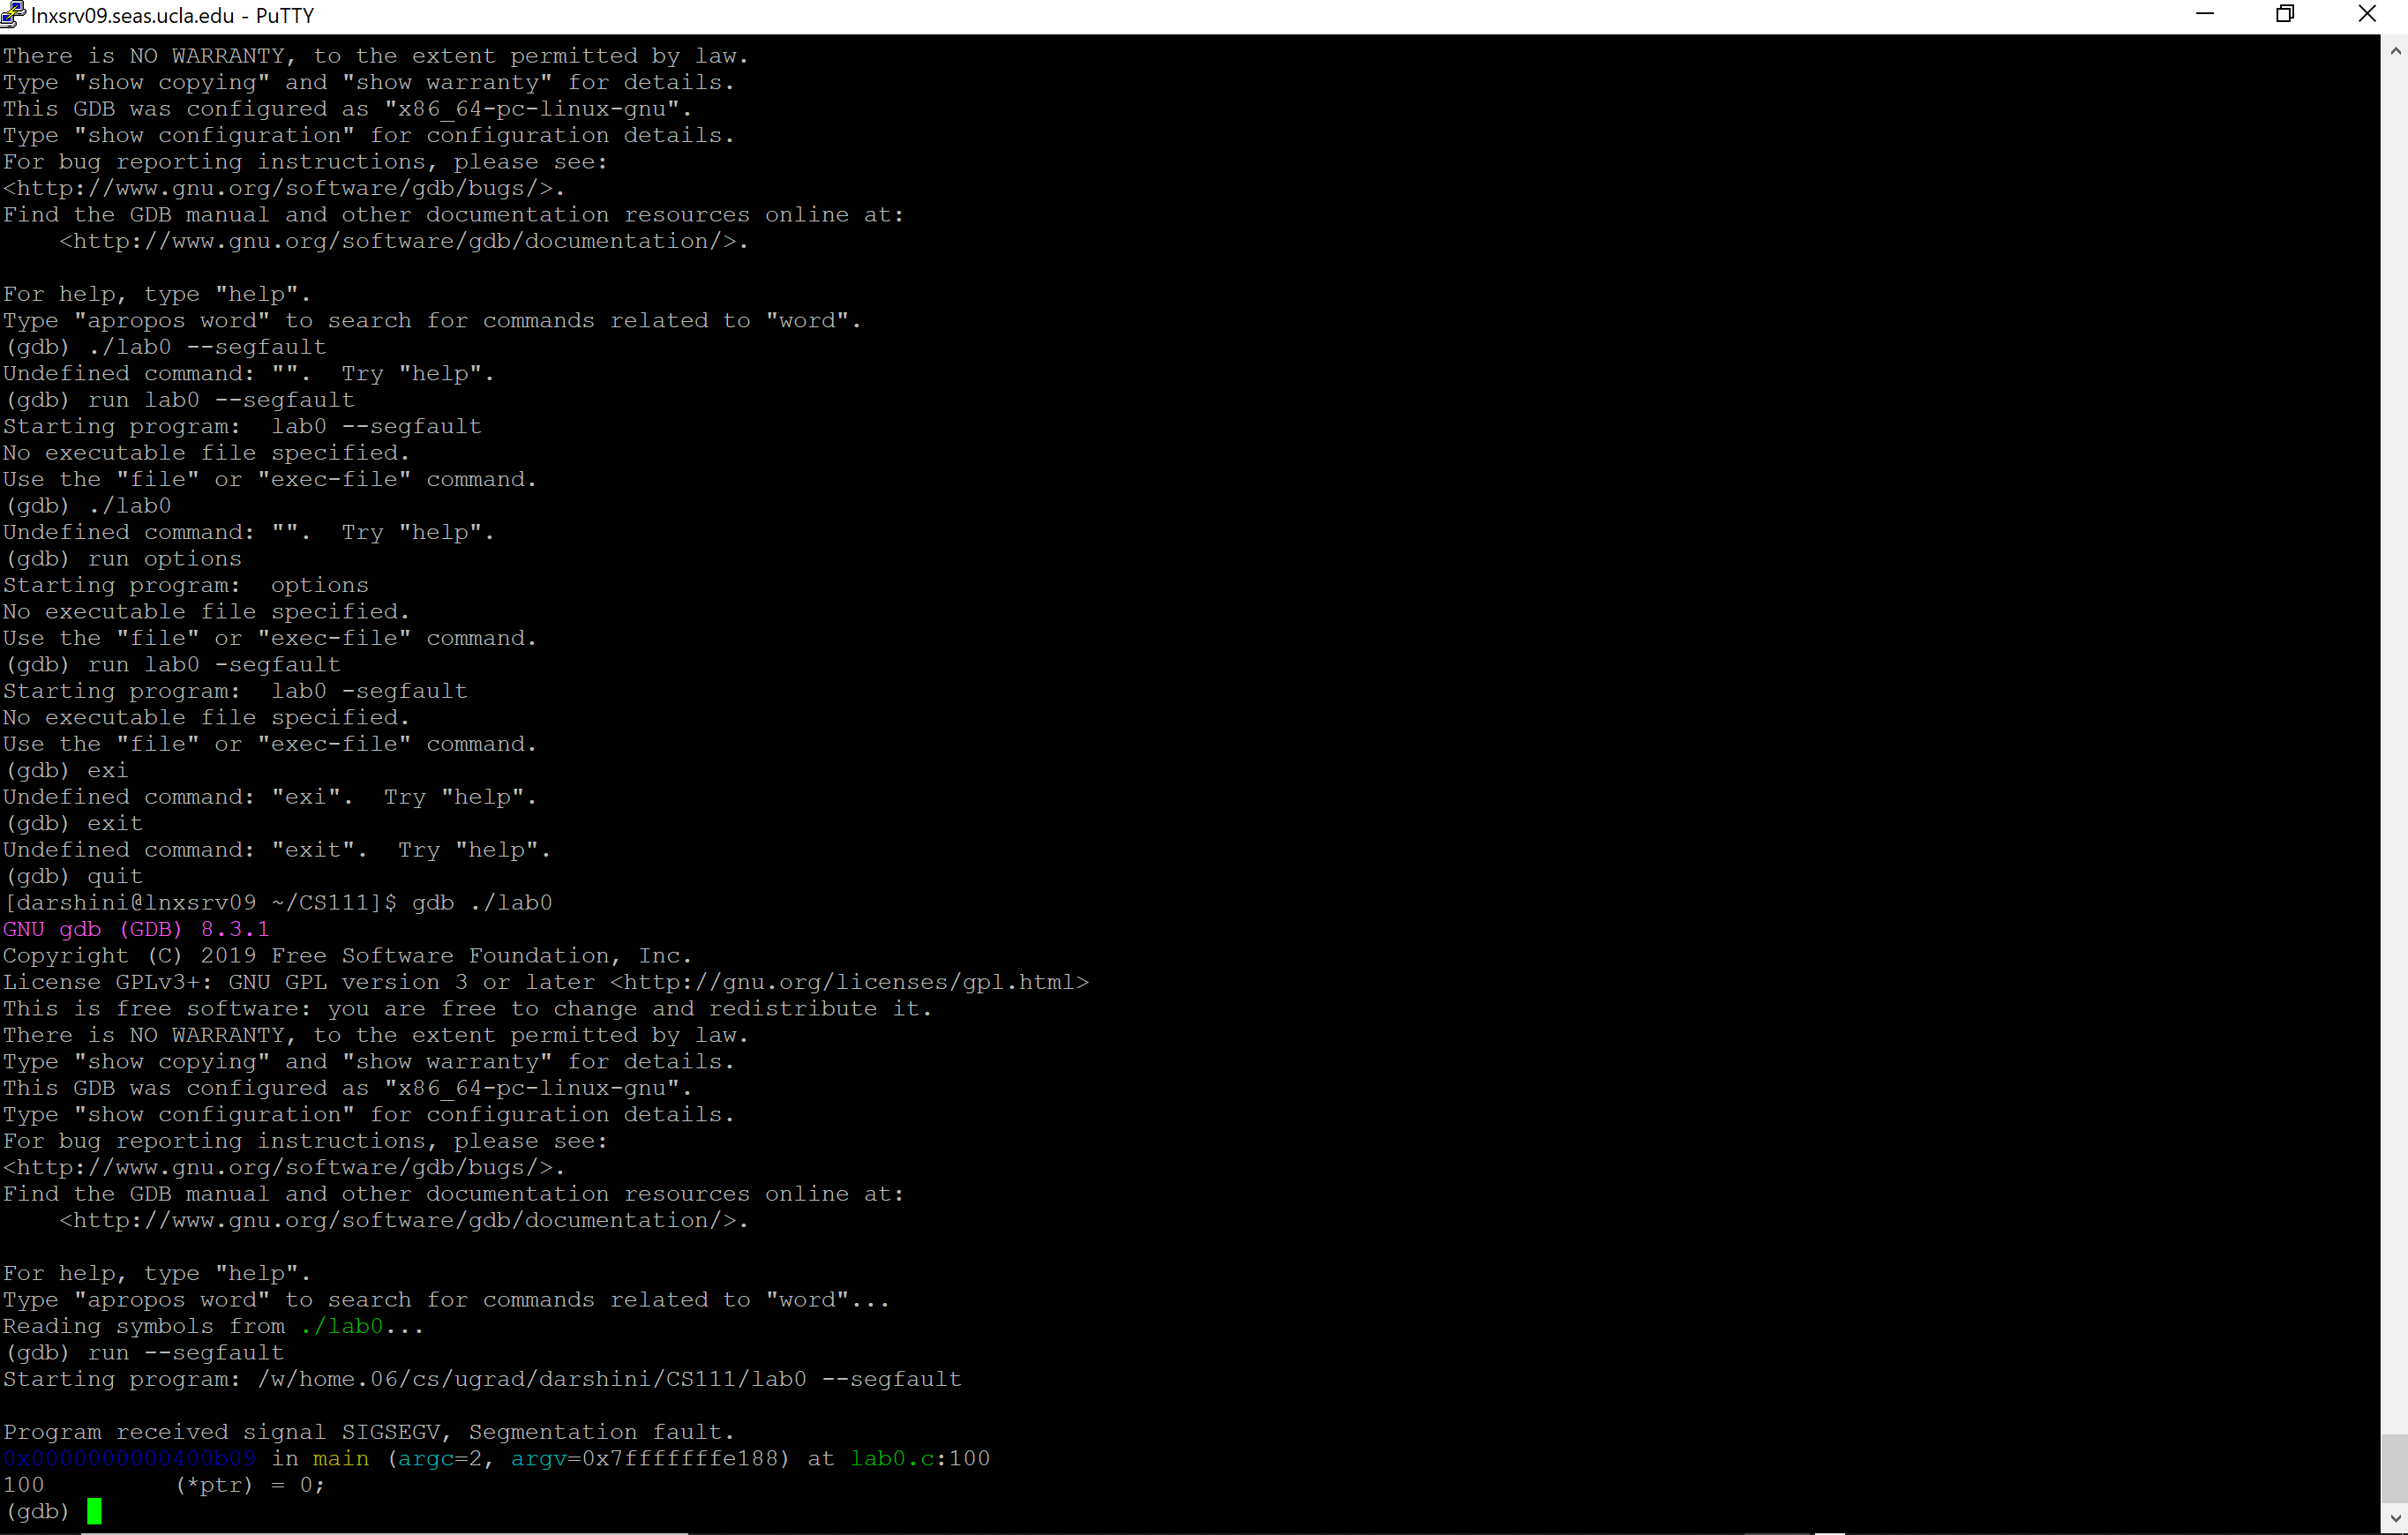 lnxsrv09.seas.ucla.edu - PuTTY
There is NO WARRANTY, to the extent permitted by law.
Type "show copying" and "show warranty" for details.
This GDB was configured as "x86_64-pc-linux-gnu".
Type "show configuration" for configuration details.
For bug reporting instructions, please see:
<http://www.gnu.org/software/gdb/bugs/>.
Find the GDB manual and other documentation resources online at:
    <http://www.gnu.org/software/gdb/documentation/>.

For help, type "help".
Type "apropos word" to search for commands related to "word".
(gdb) ./lab0 --segfault
Undefined command: "".  Try "help".
(gdb) run lab0 --segfault
Starting program:  lab0 --segfault
No executable file specified.
Use the "file" or "exec-file" command.
(gdb) ./lab0
Undefined command: "".  Try "help".
(gdb) run options
Starting program:  options
No executable file specified.
Use the "file" or "exec-file" command.
(gdb) run lab0 -segfault
Starting program:  lab0 -segfault
No executable file specified.
Use the "file" or "exec-file" command.
(gdb) exi
Undefined command: "exi".  Try "help".
(gdb) exit
Undefined command: "exit".  Try "help".
(gdb) quit
[darshini@lnxsrv09 ~/CS111]$ gdb ./lab0
GNU gdb (GDB) 8.3.1
Copyright (C) 2019 Free Software Foundation, Inc.
License GPLv3+: GNU GPL version 3 or later <http://gnu.org/licenses/gpl.html>
This is free software: you are free to change and redistribute it.
There is NO WARRANTY, to the extent permitted by law.
Type "show copying" and "show warranty" for details.
This GDB was configured as "x86_64-pc-linux-gnu".
Type "show configuration" for configuration details.
For bug reporting instructions, please see:
<http://www.gnu.org/software/gdb/bugs/>.
Find the GDB manual and other documentation resources online at:
    <http://www.gnu.org/software/gdb/documentation/>.

For help, type "help".
Type "apropos word" to search for commands related to "word"...
Reading symbols from ./lab0...
(gdb) run --segfault
Starting program: /w/home.06/cs/ugrad/darshini/CS111/lab0 --segfault

Program received signal SIGSEGV, Segmentation fault.
0x0000000000400b09 in main (argc=2, argv=0x7fffffffe188) at lab0.c:100
100         (*ptr) = 0;
(gdb)